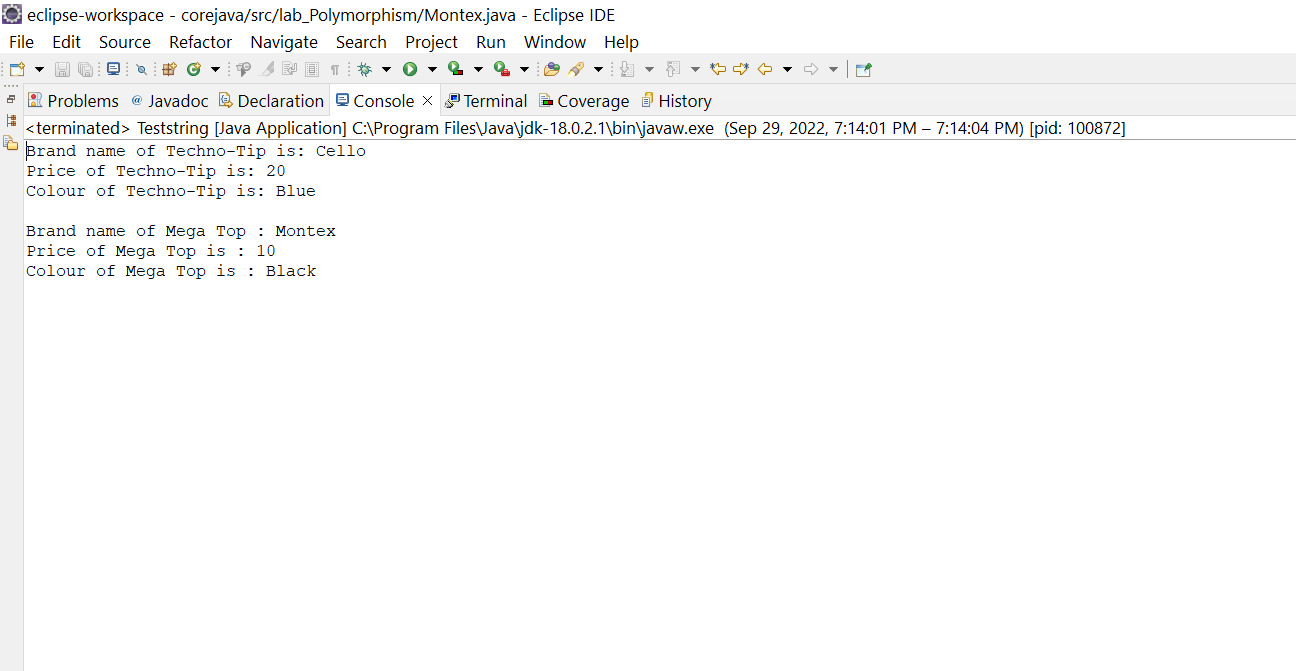 eclipse-workspace - corejava/src/lab_Polymorphism/Montex.java - Eclipse IDE
File Edit Source Refactor Navigate Search Project Run Window Help
Problems @ Javadoc Declaration Console Terminal Coverage History
<terminated> Teststring [Java Application] C:\Program Files\Java\jdk-18.0.2.1\bin\javaw.exe (Sep 29, 2022, 7:14:01 PM – 7:14:04 PM) [pid: 100872]
Brand name of Techno-Tip is: Cello
Price of Techno-Tip is: 20
Colour of Techno-Tip is: Blue
Brand name of Mega Top : Montex
Price of Mega Top is : 10
Colour of Mega Top is : Black